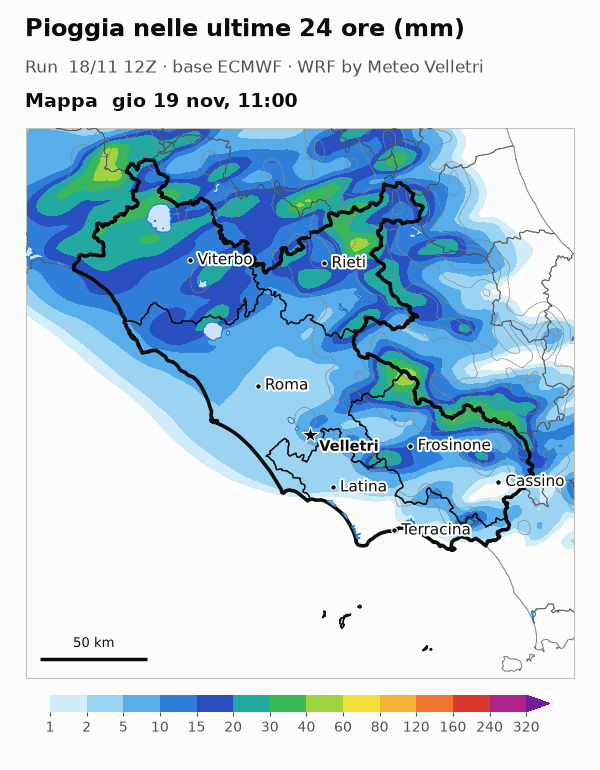 Pioggia nelle ultime 24 ore (mm)
Run 18/11 12Z · base ECMWF · WRF by Meteo Velletri
Mappa gio 19 nov, 11:00
Viterbo
Rieti
Roma
Velletri
Frosinone
Latina
Cassino
Terracina
50 km
1 2 5 10 15 20 30 40 60 80 120 160 240 320